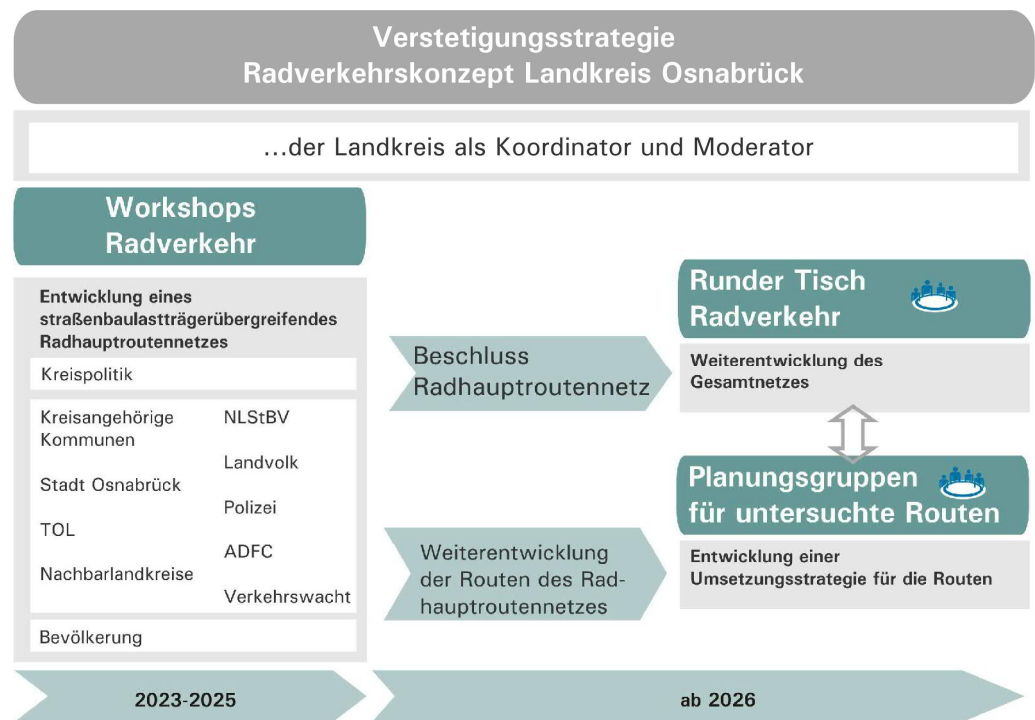 Verstetigungsstrategie
Radverkehrskonzept Landkreis Osnabrück
...der Landkreis als Koordinator und Moderator
Workshops
Radverkehr
Entwicklung eines
straßenbaulastträgerübergreifendes
Radhauptroutennetzes
Kreispolitik
Kreisangehörige
Kommunen
Stadt Osnabrück
TOL
Nachbarlandkreise
NLStBV
Landvolk
Polizei
ADFC
Verkehrswacht
Bevölkerung
Beschluss
Radhauptroutennetz
Weiterentwicklung
der Routen des Rad-
hauptroutennetzes
Runder Tisch
Radverkehr
Weiterentwicklung des
Gesamtnetzes
Planungsgruppen
für untersuchte Routen
Entwicklung einer
Umsetzungsstrategie für die Routen
2023-2025
ab 2026